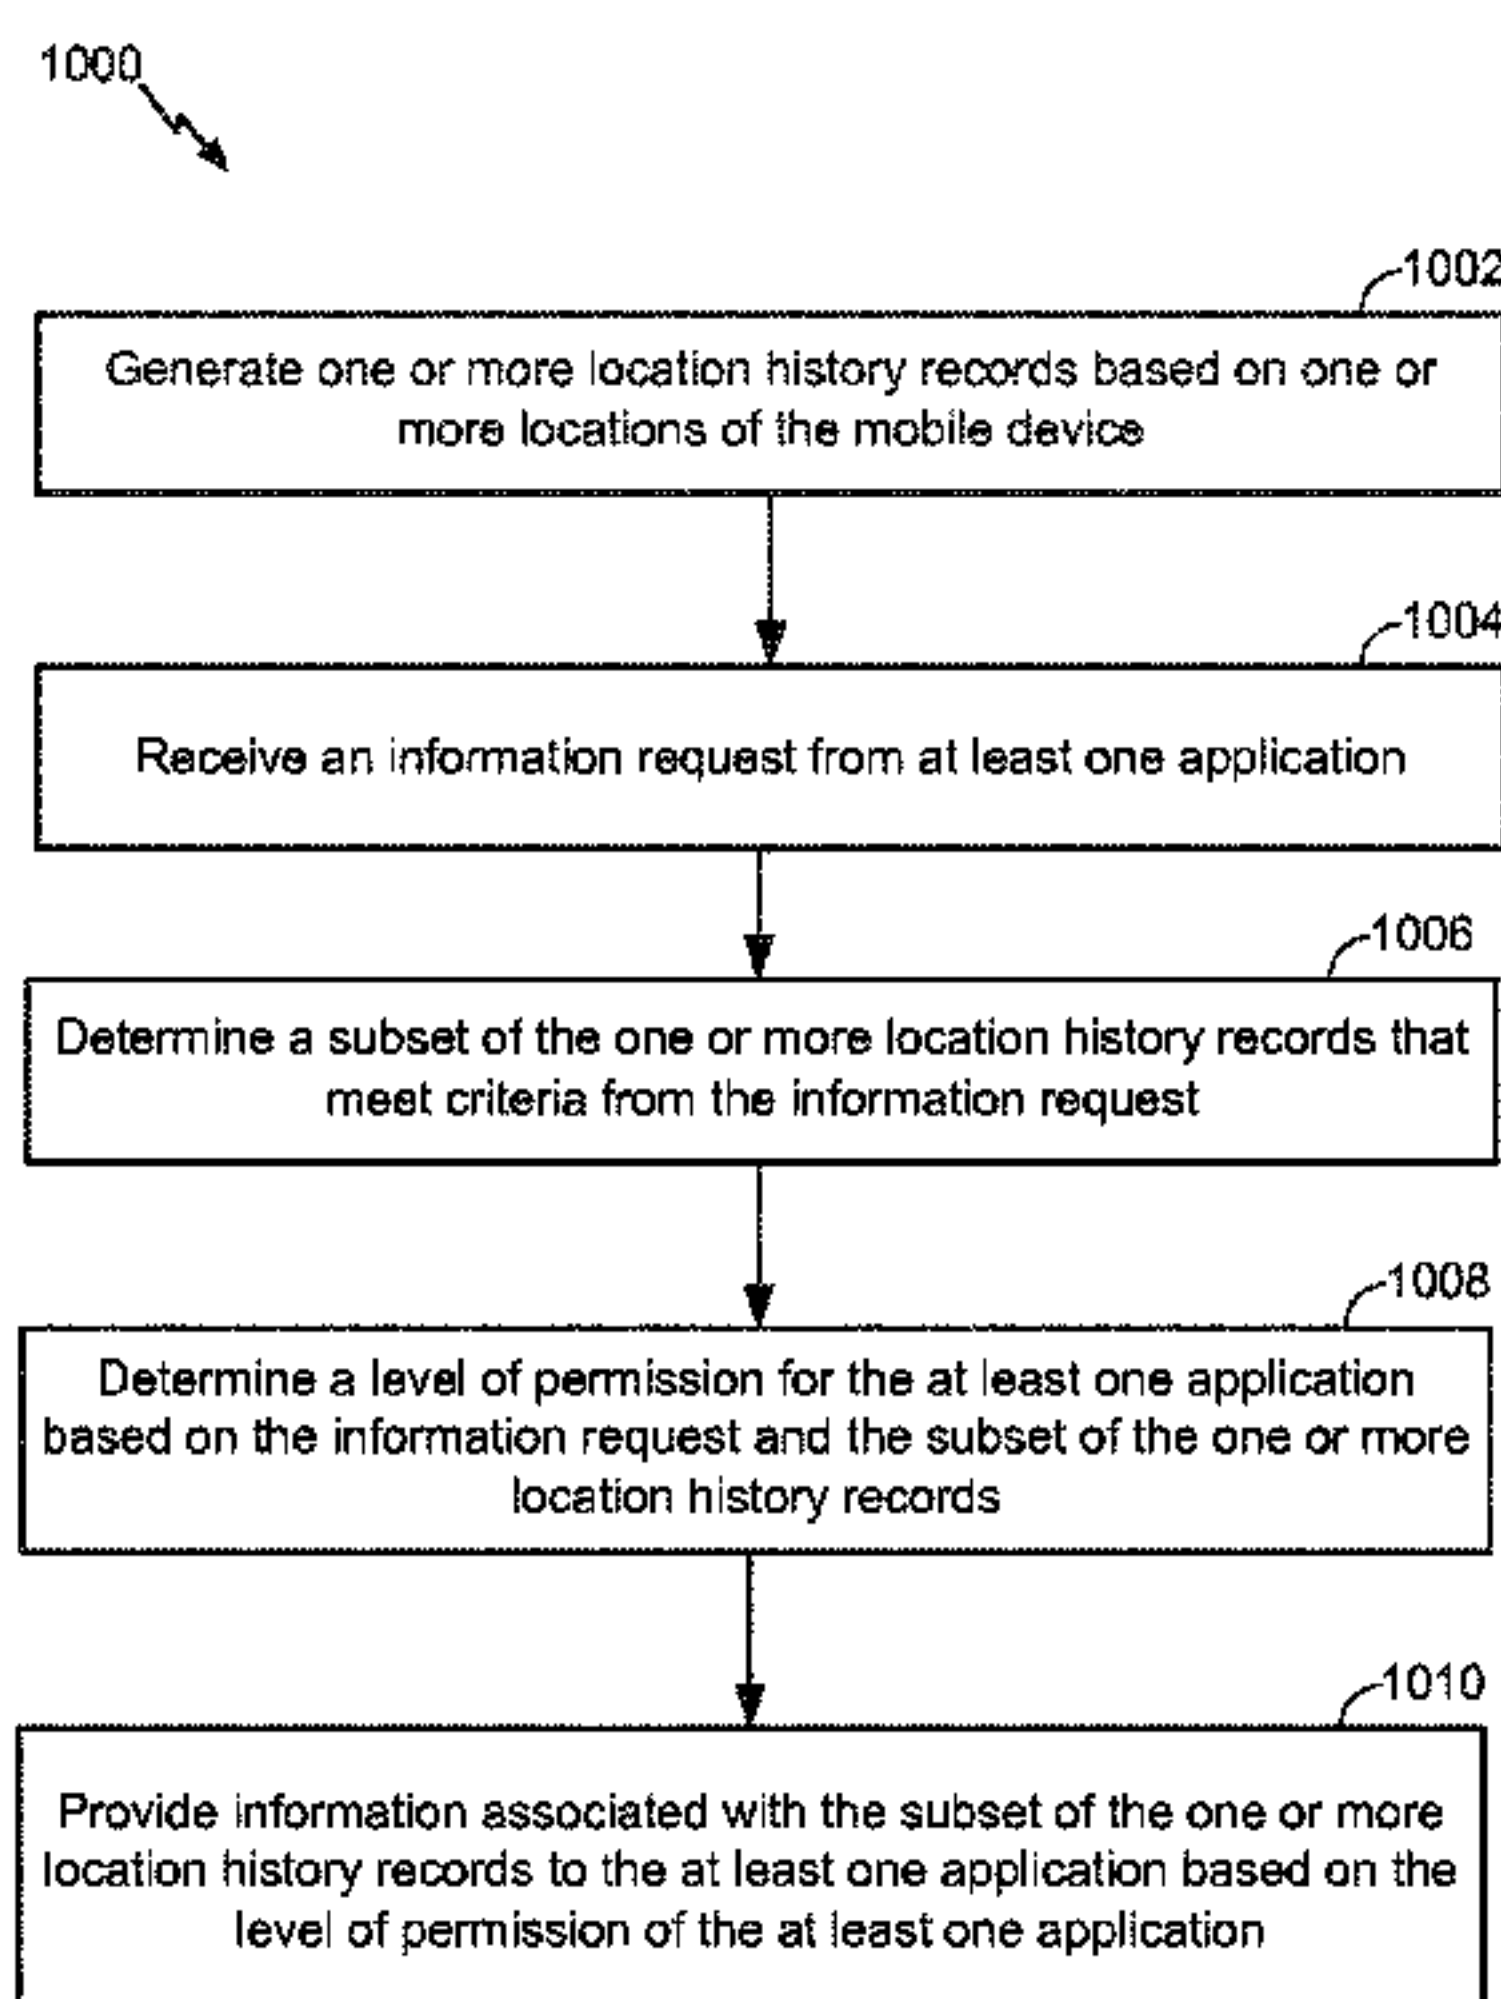 1000
1002
Generate one or more location history records based on one or
more locations of the mobile device
1004
Receive an information request from at least one application
1006
Determine a subset of the one or more location history records that
meet criteria from the information request
1008
Determine a level of permission for the at least one application
based on the information request and the subset of the one or more
location history records
1010
Provide information associated with the subset of the one or more
location history records to the at least one application based on the
level of permission of the at least one application